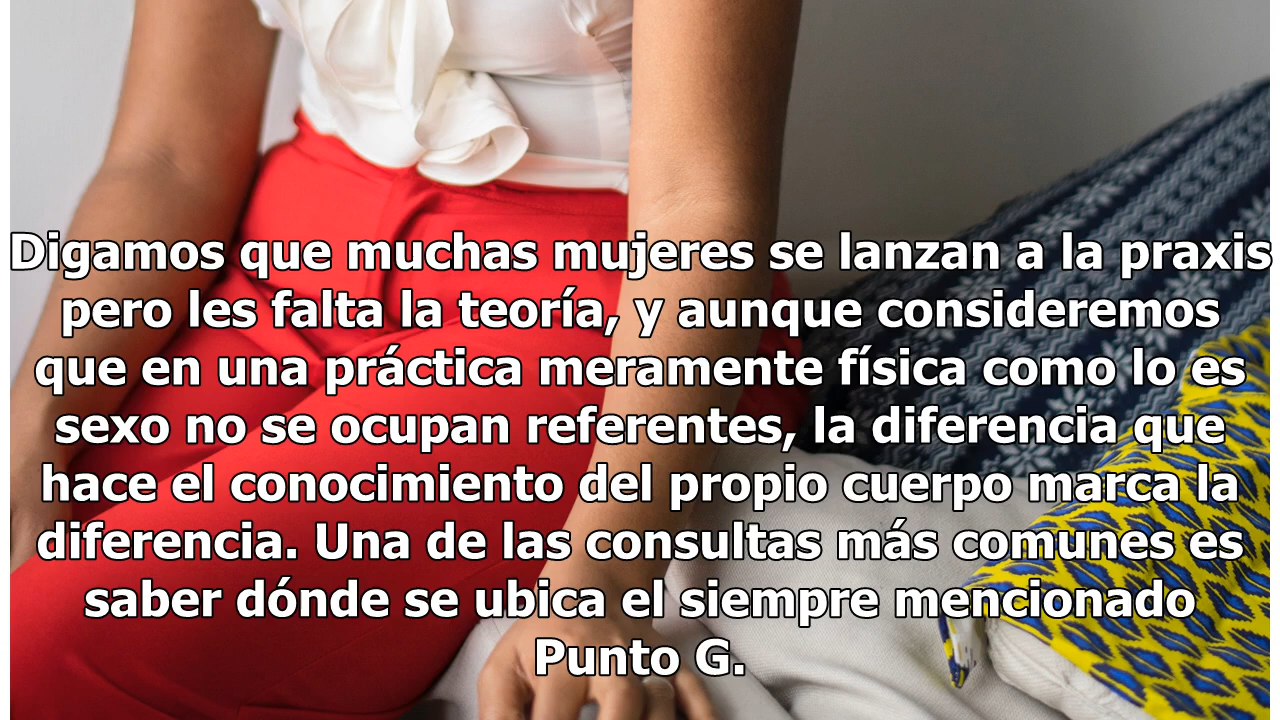 Digamos que muchas mujeres se lanzan a la praxis
pero les falta la teoría, y aunque consideremos
que en una práctica meramente física como lo es
sexo no se ocupan referentes, la diferencia que
hace el conocimiento del propio cuerpo marca la
diferencia. Una de las consultas más comunes es
saber dónde se ubica el siempre mencionado
Punto G.